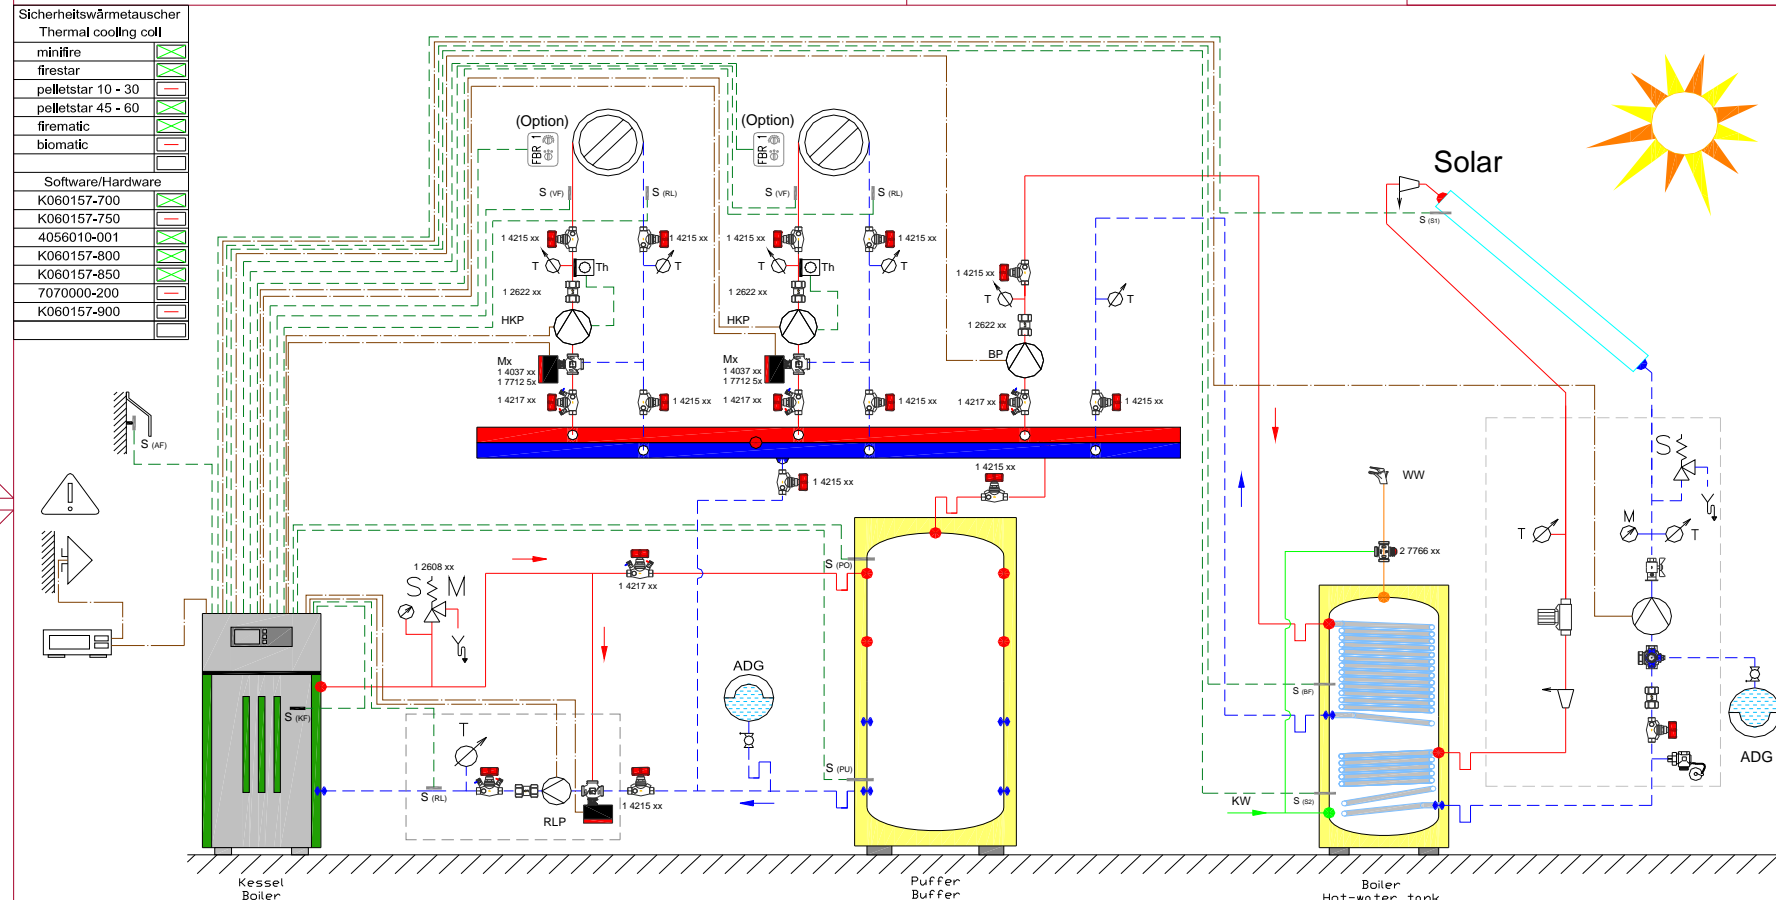 Sicherheitswärmetauscher
Thermal cooling coil
minifire
firestar
pelletstar 10 - 30
pelletstar 45 - 60
firematic
biomatic
Software/Hardware
K060157-700
K060157-750
4056010-001
K060157-800
K060157-850
7070000-200
K060157-900
(Option)
FBR 1
(Option)
FBR 1
Solar
S (VF)
S (RL)
S (VF)
S (RL)
S (S1)
1 4215 xx
1 4215 xx
1 4215 xx
1 4215 xx
T
Th
T
T
Th
T
1 4215 xx
T
T
1 2622 xx
1 2622 xx
HKP
HKP
1 2622 xx
BP
Mx
1 4037 xx
1 7712 5x
Mx
1 4037 xx
1 7712 5x
1 4217 xx
1 4215 xx
1 4217 xx
1 4215 xx
1 4217 xx
1 4215 xx
S (AF)
1 4215 xx
1 4215 xx
WW
S
M
T
T
2 7766 xx
1 2608 xx
S
M
1 4217 xx
S (PO)
ADG
S (KF)
S (BF)
T
S (RL)
RLP
1 4215 xx
S (PU)
KW
S (S2)
ADG
Kessel
Boiler
Puffer
Buffer
Boiler
Hot-water tank